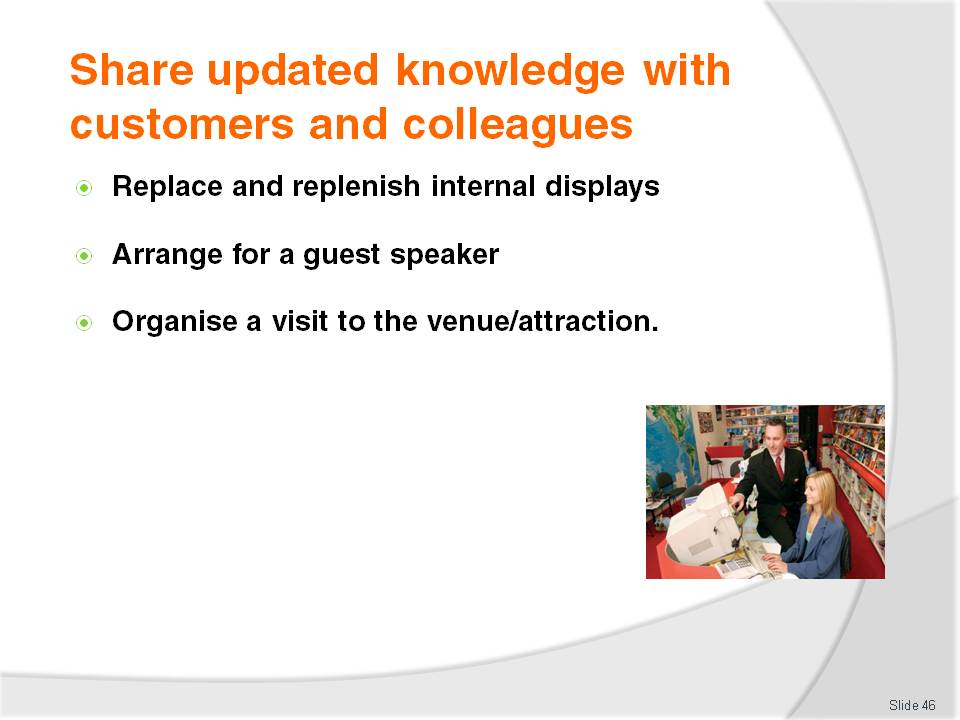 Share updated knowledge with
customers and colleagues
Replace and replenish internal displays
Arrange for a guest speaker
Organise a visit to the venue/attraction.
Slide 46